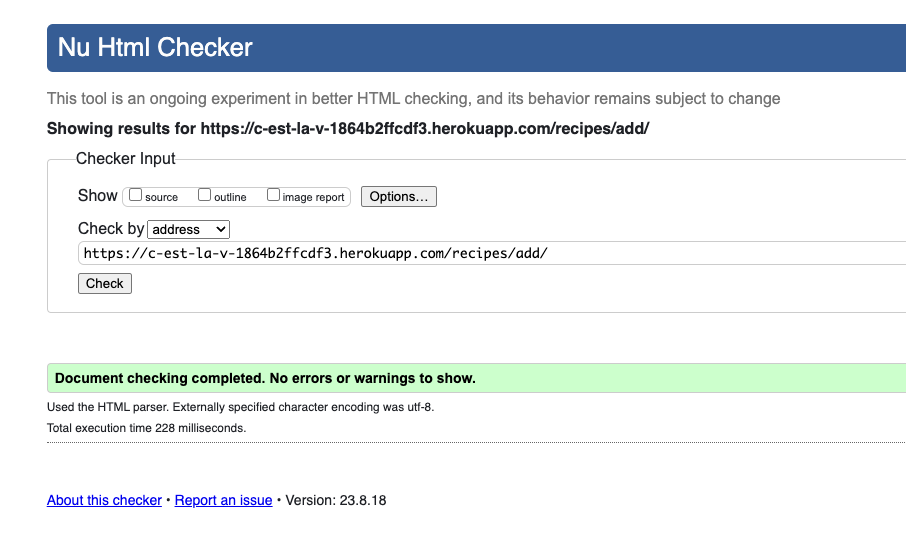 Nu Html Checker
This tool is an ongoing experiment in better HTML checking, and its behavior remains subject to change
Showing results for https://c-est-la-v-1864b2ffcdf3.herokuapp.com/recipes/add/
Checker Input
Show source outline image report Options...
Check by address
https://c-est-la-v-1864b2ffcdf3.herokuapp.com/recipes/add/
Check
Document checking completed. No errors or warnings to show.
Used the HTML parser. Externally specified character encoding was utf-8.
Total execution time 228 milliseconds.
About this checker • Report an issue • Version: 23.8.18